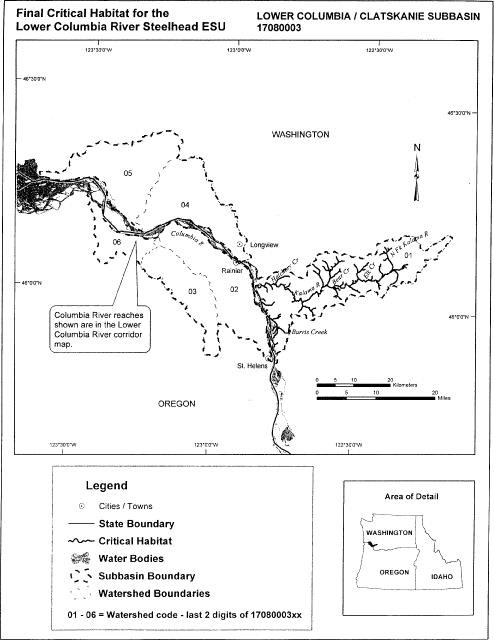 Final Critical Habitat for the
Lower Columbia River Steelhead ESU
LOWER COLUMBIA / CLATSKANIE SUBBASIN
17080003
123°30'0"W
123°0'0"W
122°30'0"W
46°30'0"N
46°30'0"N
WASHINGTON
N
05
04
Columbia R
06
Longview
Rainier
03
02
Kalama R
Bear Cr
Elk Cr
N Fk Kalama R
01
46°0'0"N
46°0'0"N
Burris Creek
Columbia River reaches
shown are in the Lower
Columbia River corridor
map.
St. Helens
OREGON
0 5 10 20
Kilometers
0 5 10 20
Miles
123°30'0"W
123°0'0"W
122°30'0"W
Legend
Cities / Towns
State Boundary
Critical Habitat
Water Bodies
Subbasin Boundary
Watershed Boundaries
01 - 06 = Watershed code - last 2 digits of 17080003xx
Area of Detail
WASHINGTON
OREGON
IDAHO